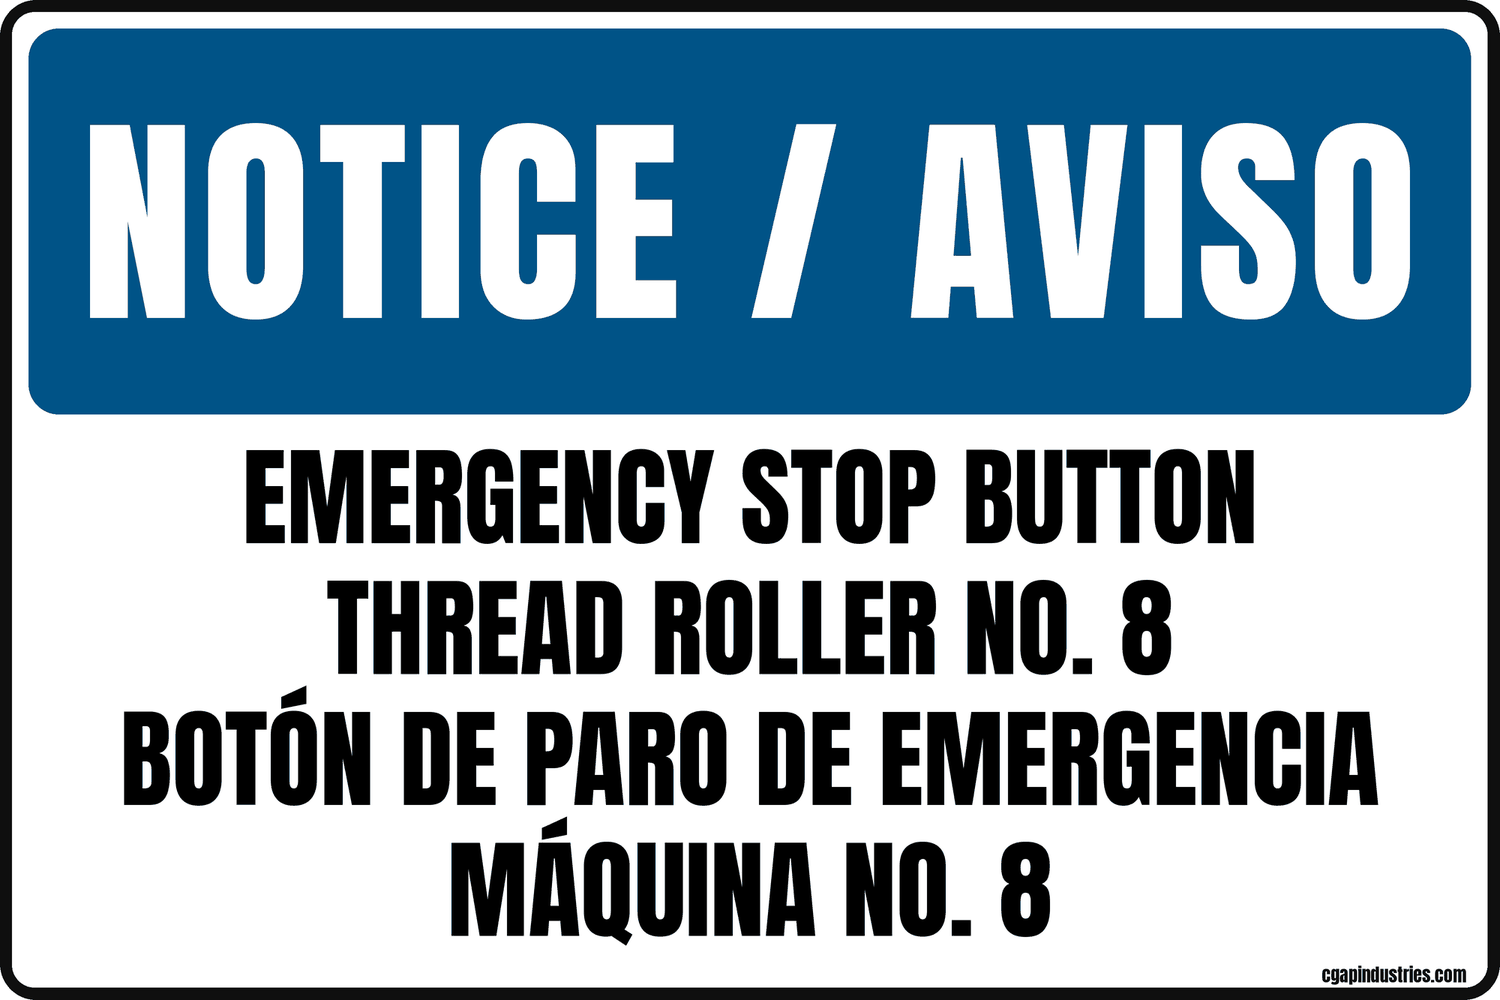 NOTICE / AVISO
EMERGENCY STOP BUTTON
THREAD ROLLER NO. 8
BOTÓN DE PARO DE EMERGENCIA
MÁQUINA NO. 8
cgapindustries.com